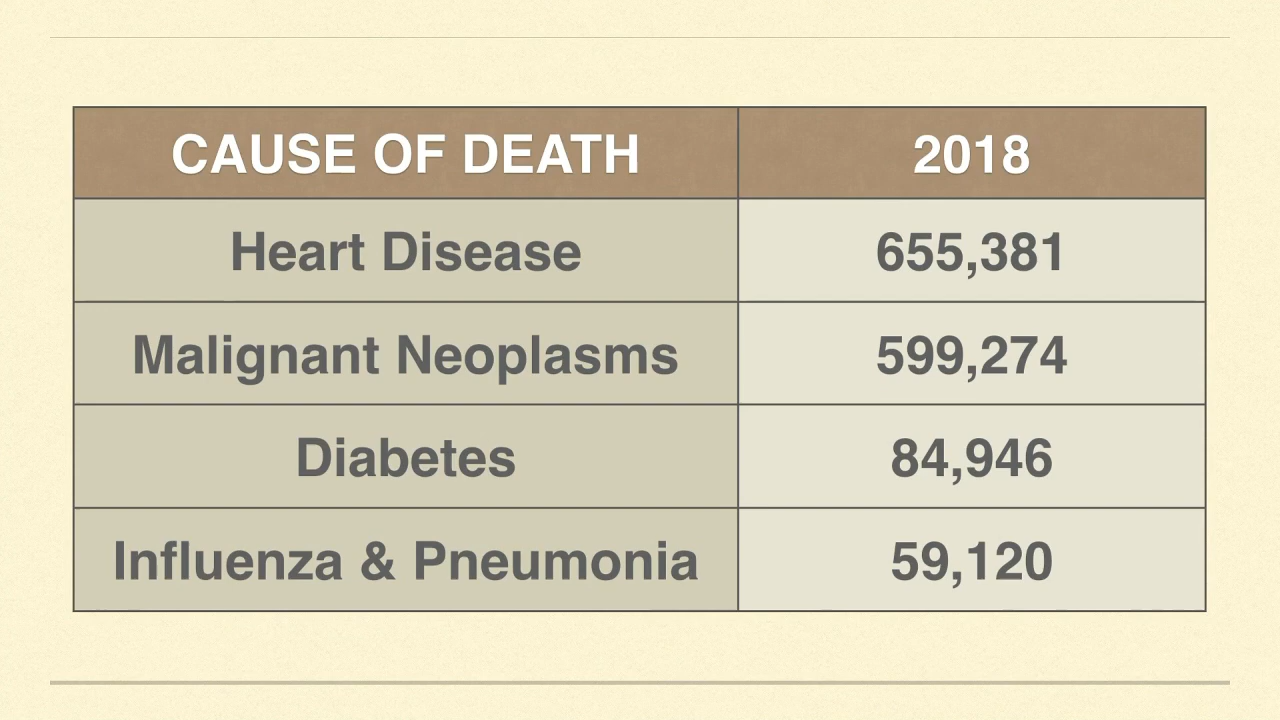 CAUSE OF DEATH 2018
Heart Disease 655,381
Malignant Neoplasms 599,274
Diabetes 84,946
Influenza & Pneumonia 59,120